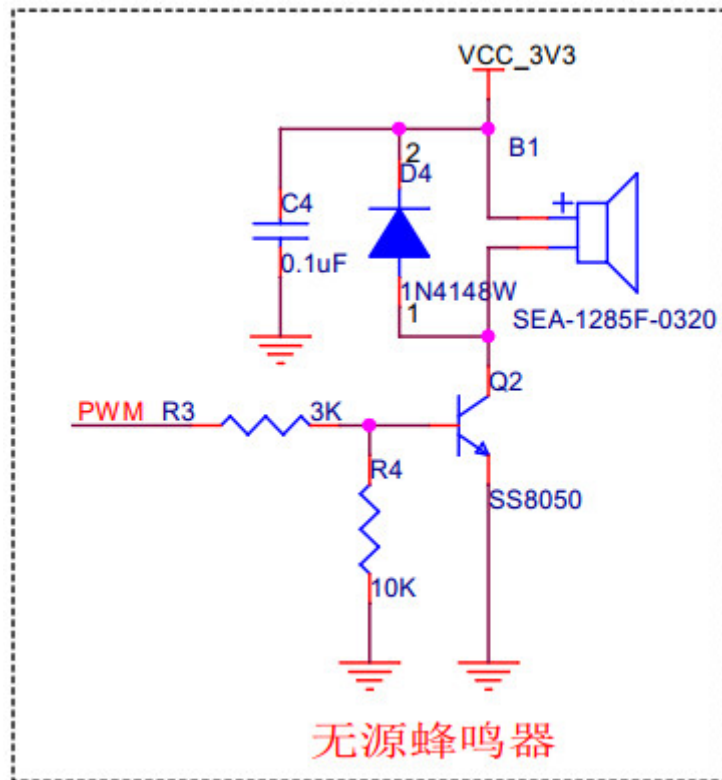 VCC_3V3
B1
2
D4
C4
0.1uF
1N4148W
1
SEA-1285F-0320
Q2
PWM R3 3K
R4
SS8050
10K
无源蜂鸣器